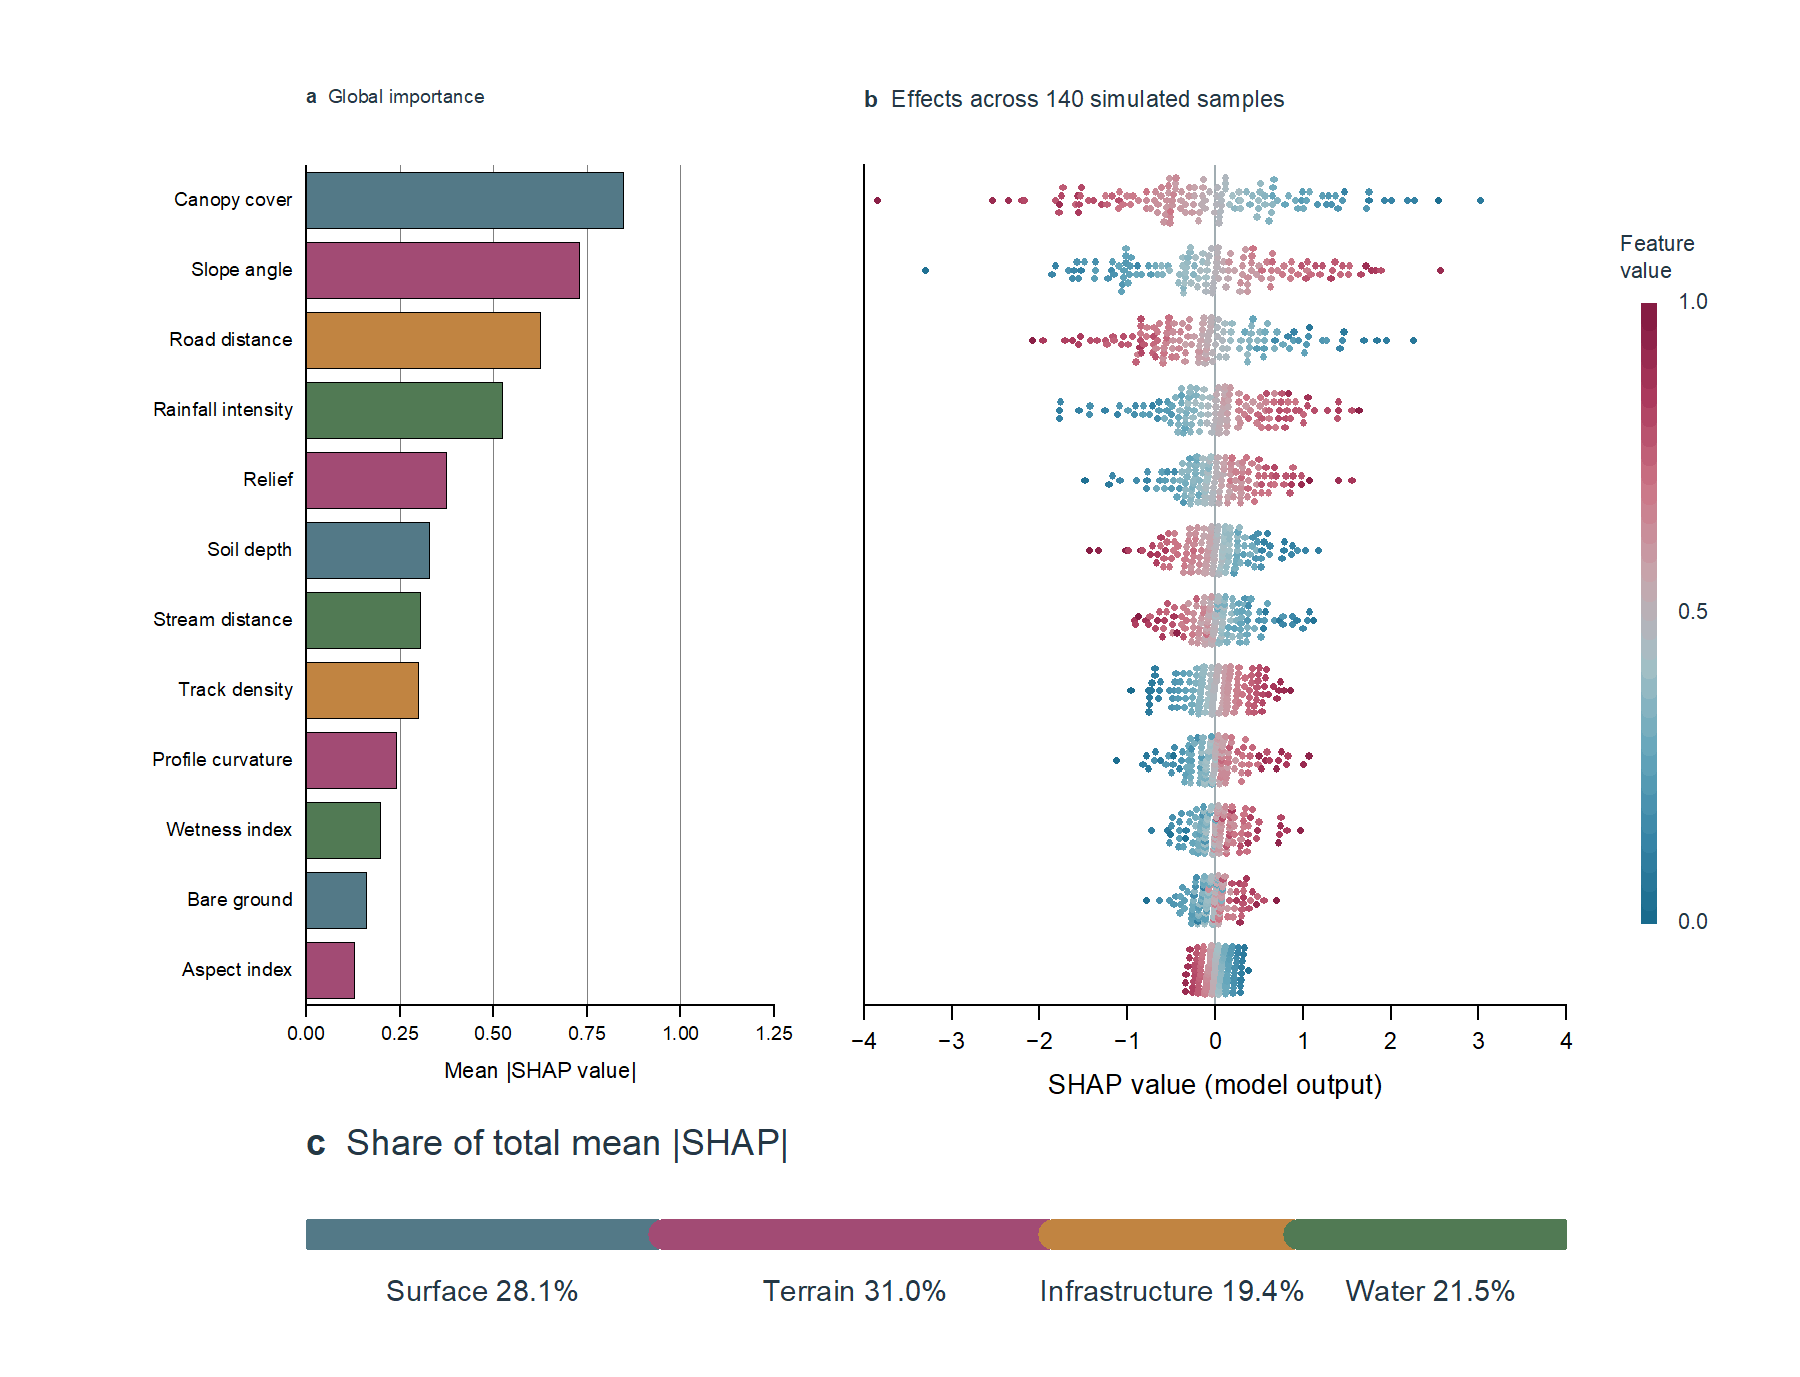 a Global importance
Canopy cover
Slope angle
Road distance
Rainfall intensity
Relief
Soil depth
Stream distance
Track density
Profile curvature
Wetness index
Bare ground
Aspect index
0.00 0.25 0.50 0.75 1.00 1.25
Mean |SHAP value|
b Effects across 140 simulated samples
−4 −3 −2 −1 0 1 2 3 4
SHAP value (model output)
Feature
value
1.0
0.5
0.0
c Share of total mean |SHAP|
Surface 28.1% Terrain 31.0% Infrastructure 19.4% Water 21.5%